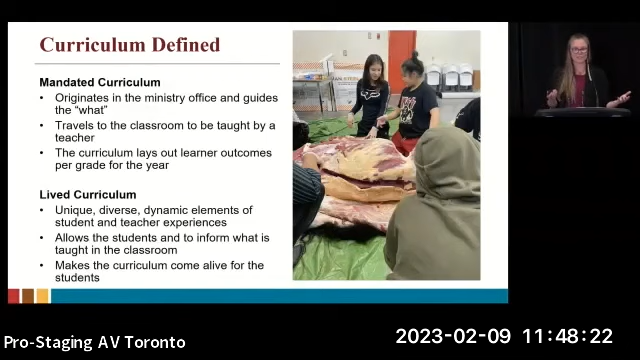 Curriculum Defined
Mandated Curriculum
• Originates in the ministry office and guides
the “what”
• Travels to the classroom to be taught by a
teacher
• The curriculum lays out learner outcomes
per grade for the year
Lived Curriculum
• Unique, diverse, dynamic elements of
student and teacher experiences
• Allows the students and to inform what is
taught in the classroom
• Makes the curriculum come alive for the
students
Pro-Staging AV Toronto
2023-02-09 11:48:22